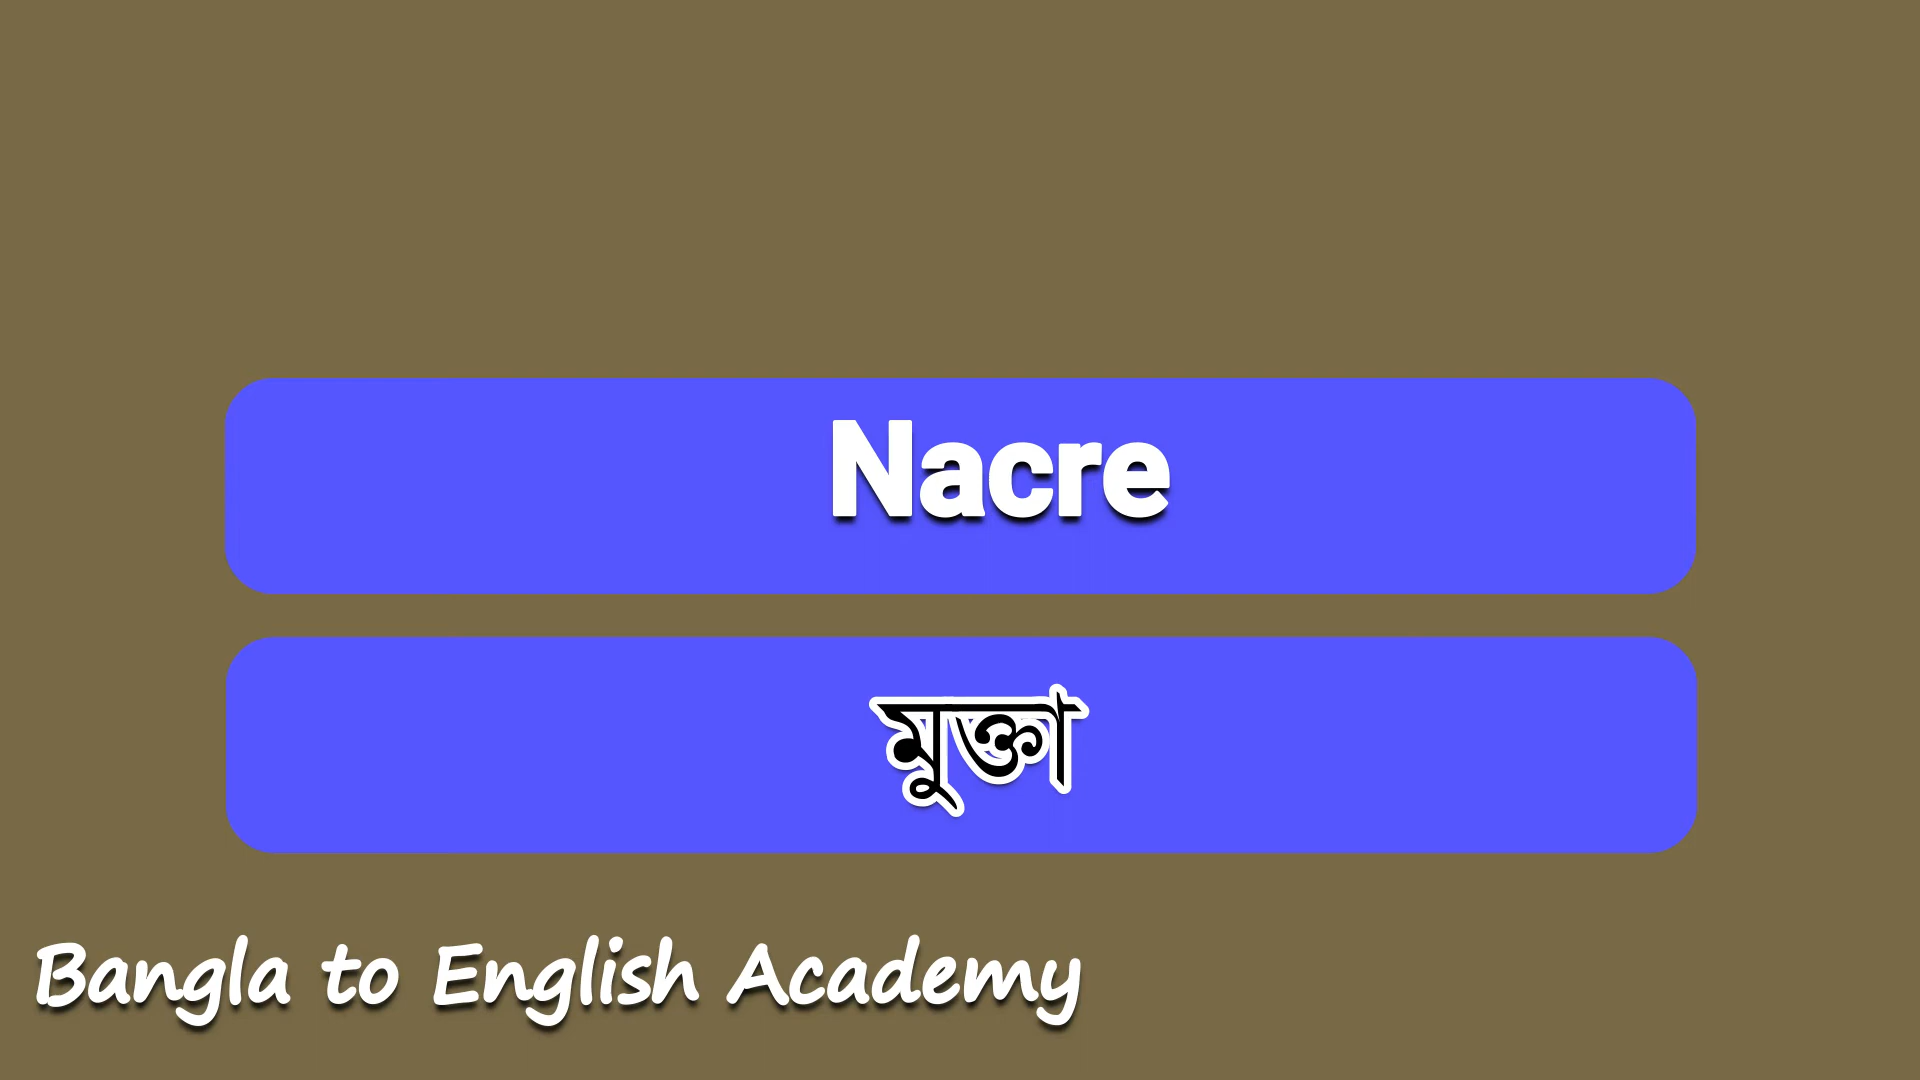 Nacre
মুক্তা
Bangla to English Academy